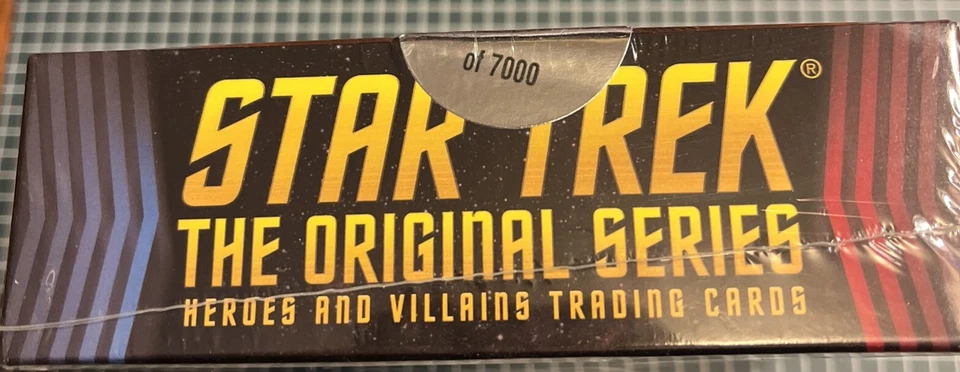 of 7000
STAR TREK®
THE ORIGINAL SERIES
HEROES AND VILLAINS TRADING CARDS